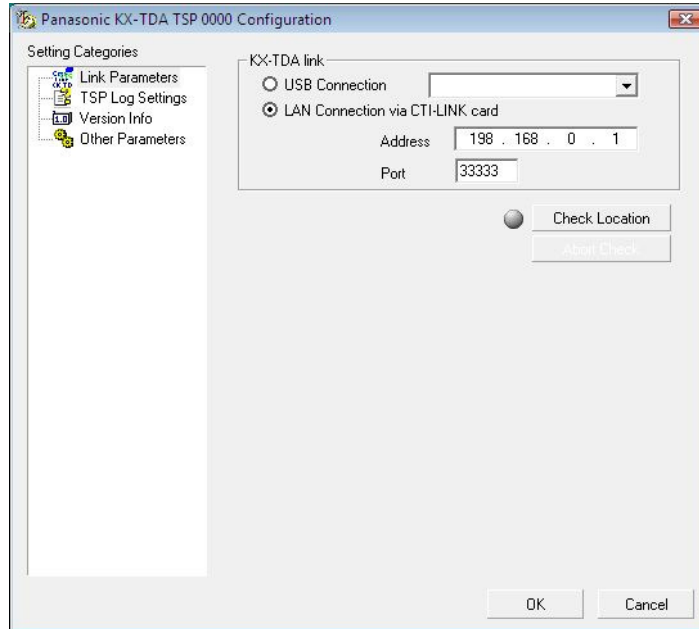 Panasonic KX-TDA TSP 0000 Configuration
Setting Categories
Link Parameters
TSP Log Settings
1.0
Version Info
Other Parameters
KX-TDA link
USB Connection
LAN Connection via CTI-LINK card
Address 198 . 168 . 0 . 1
Port 33333
Check Location
Abort Check
OK Cancel